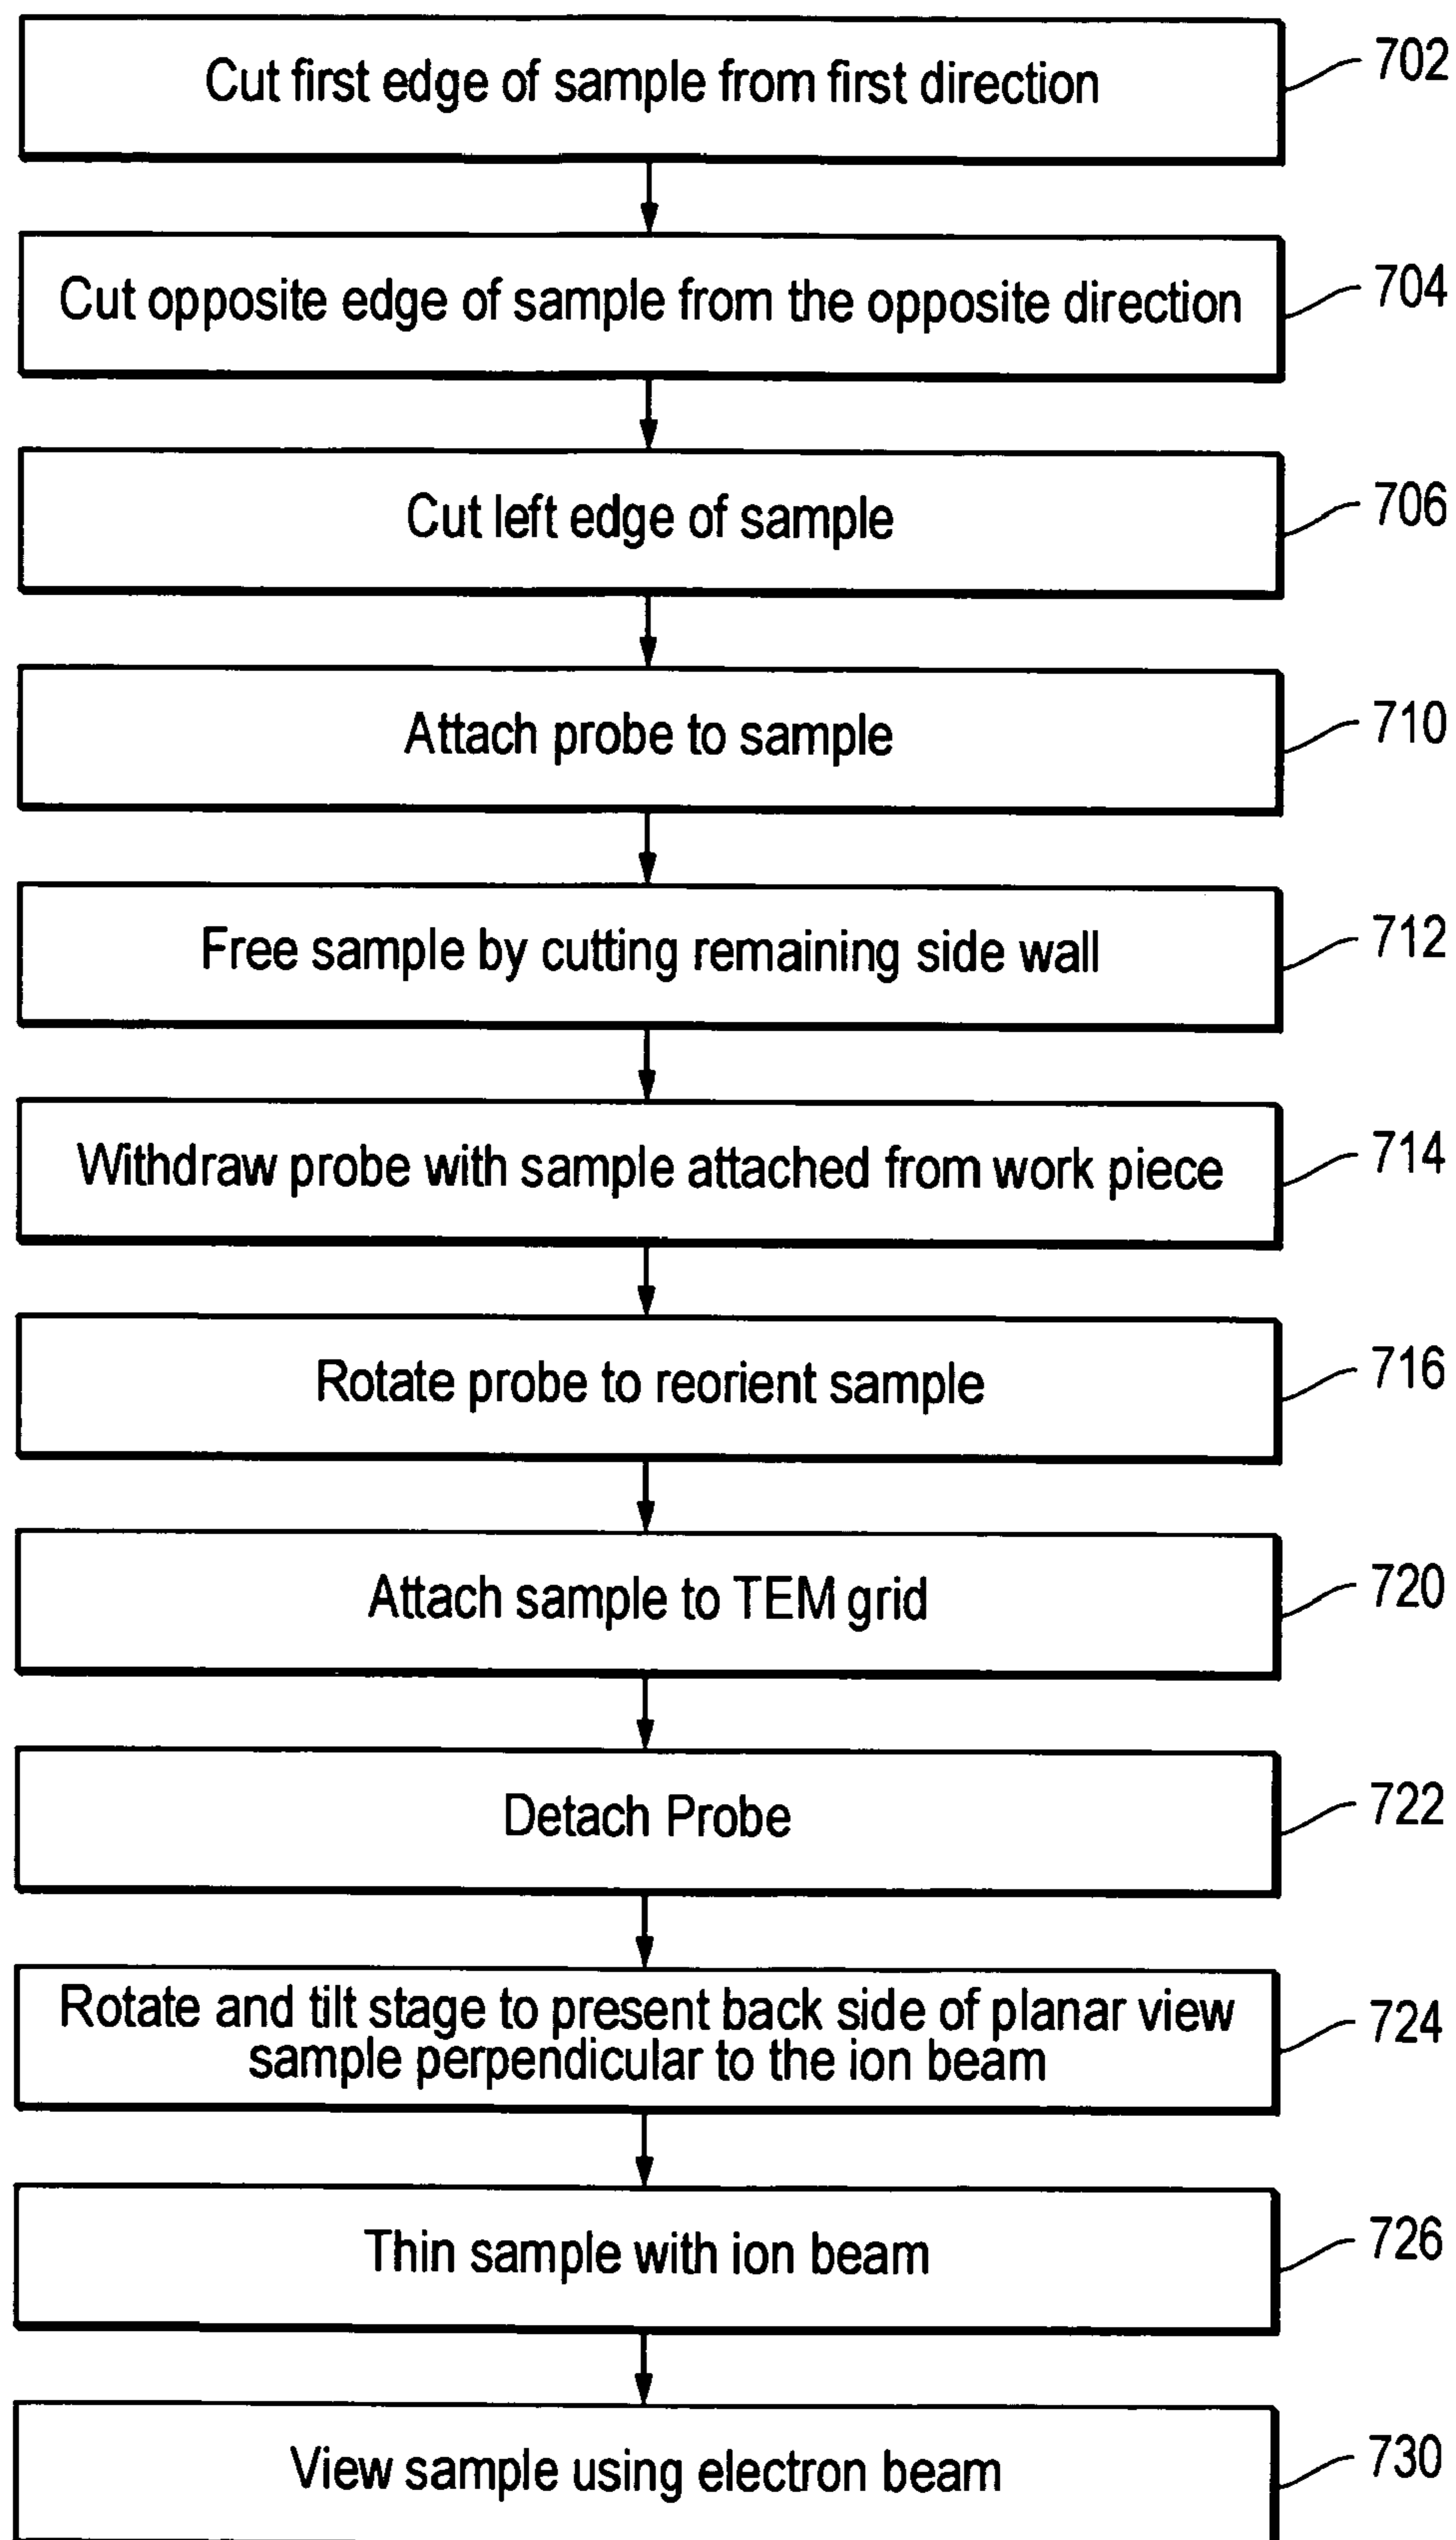 Cut first edge of sample from first direction
702
Cut opposite edge of sample from the opposite direction
704
Cut left edge of sample
706
Attach probe to sample
710
Free sample by cutting remaining side wall
712
Withdraw probe with sample attached from work piece
714
Rotate probe to reorient sample
716
Attach sample to TEM grid
720
Detach Probe
722
Rotate and tilt stage to present back side of planar view
sample perpendicular to the ion beam
724
Thin sample with ion beam
726
View sample using electron beam
730